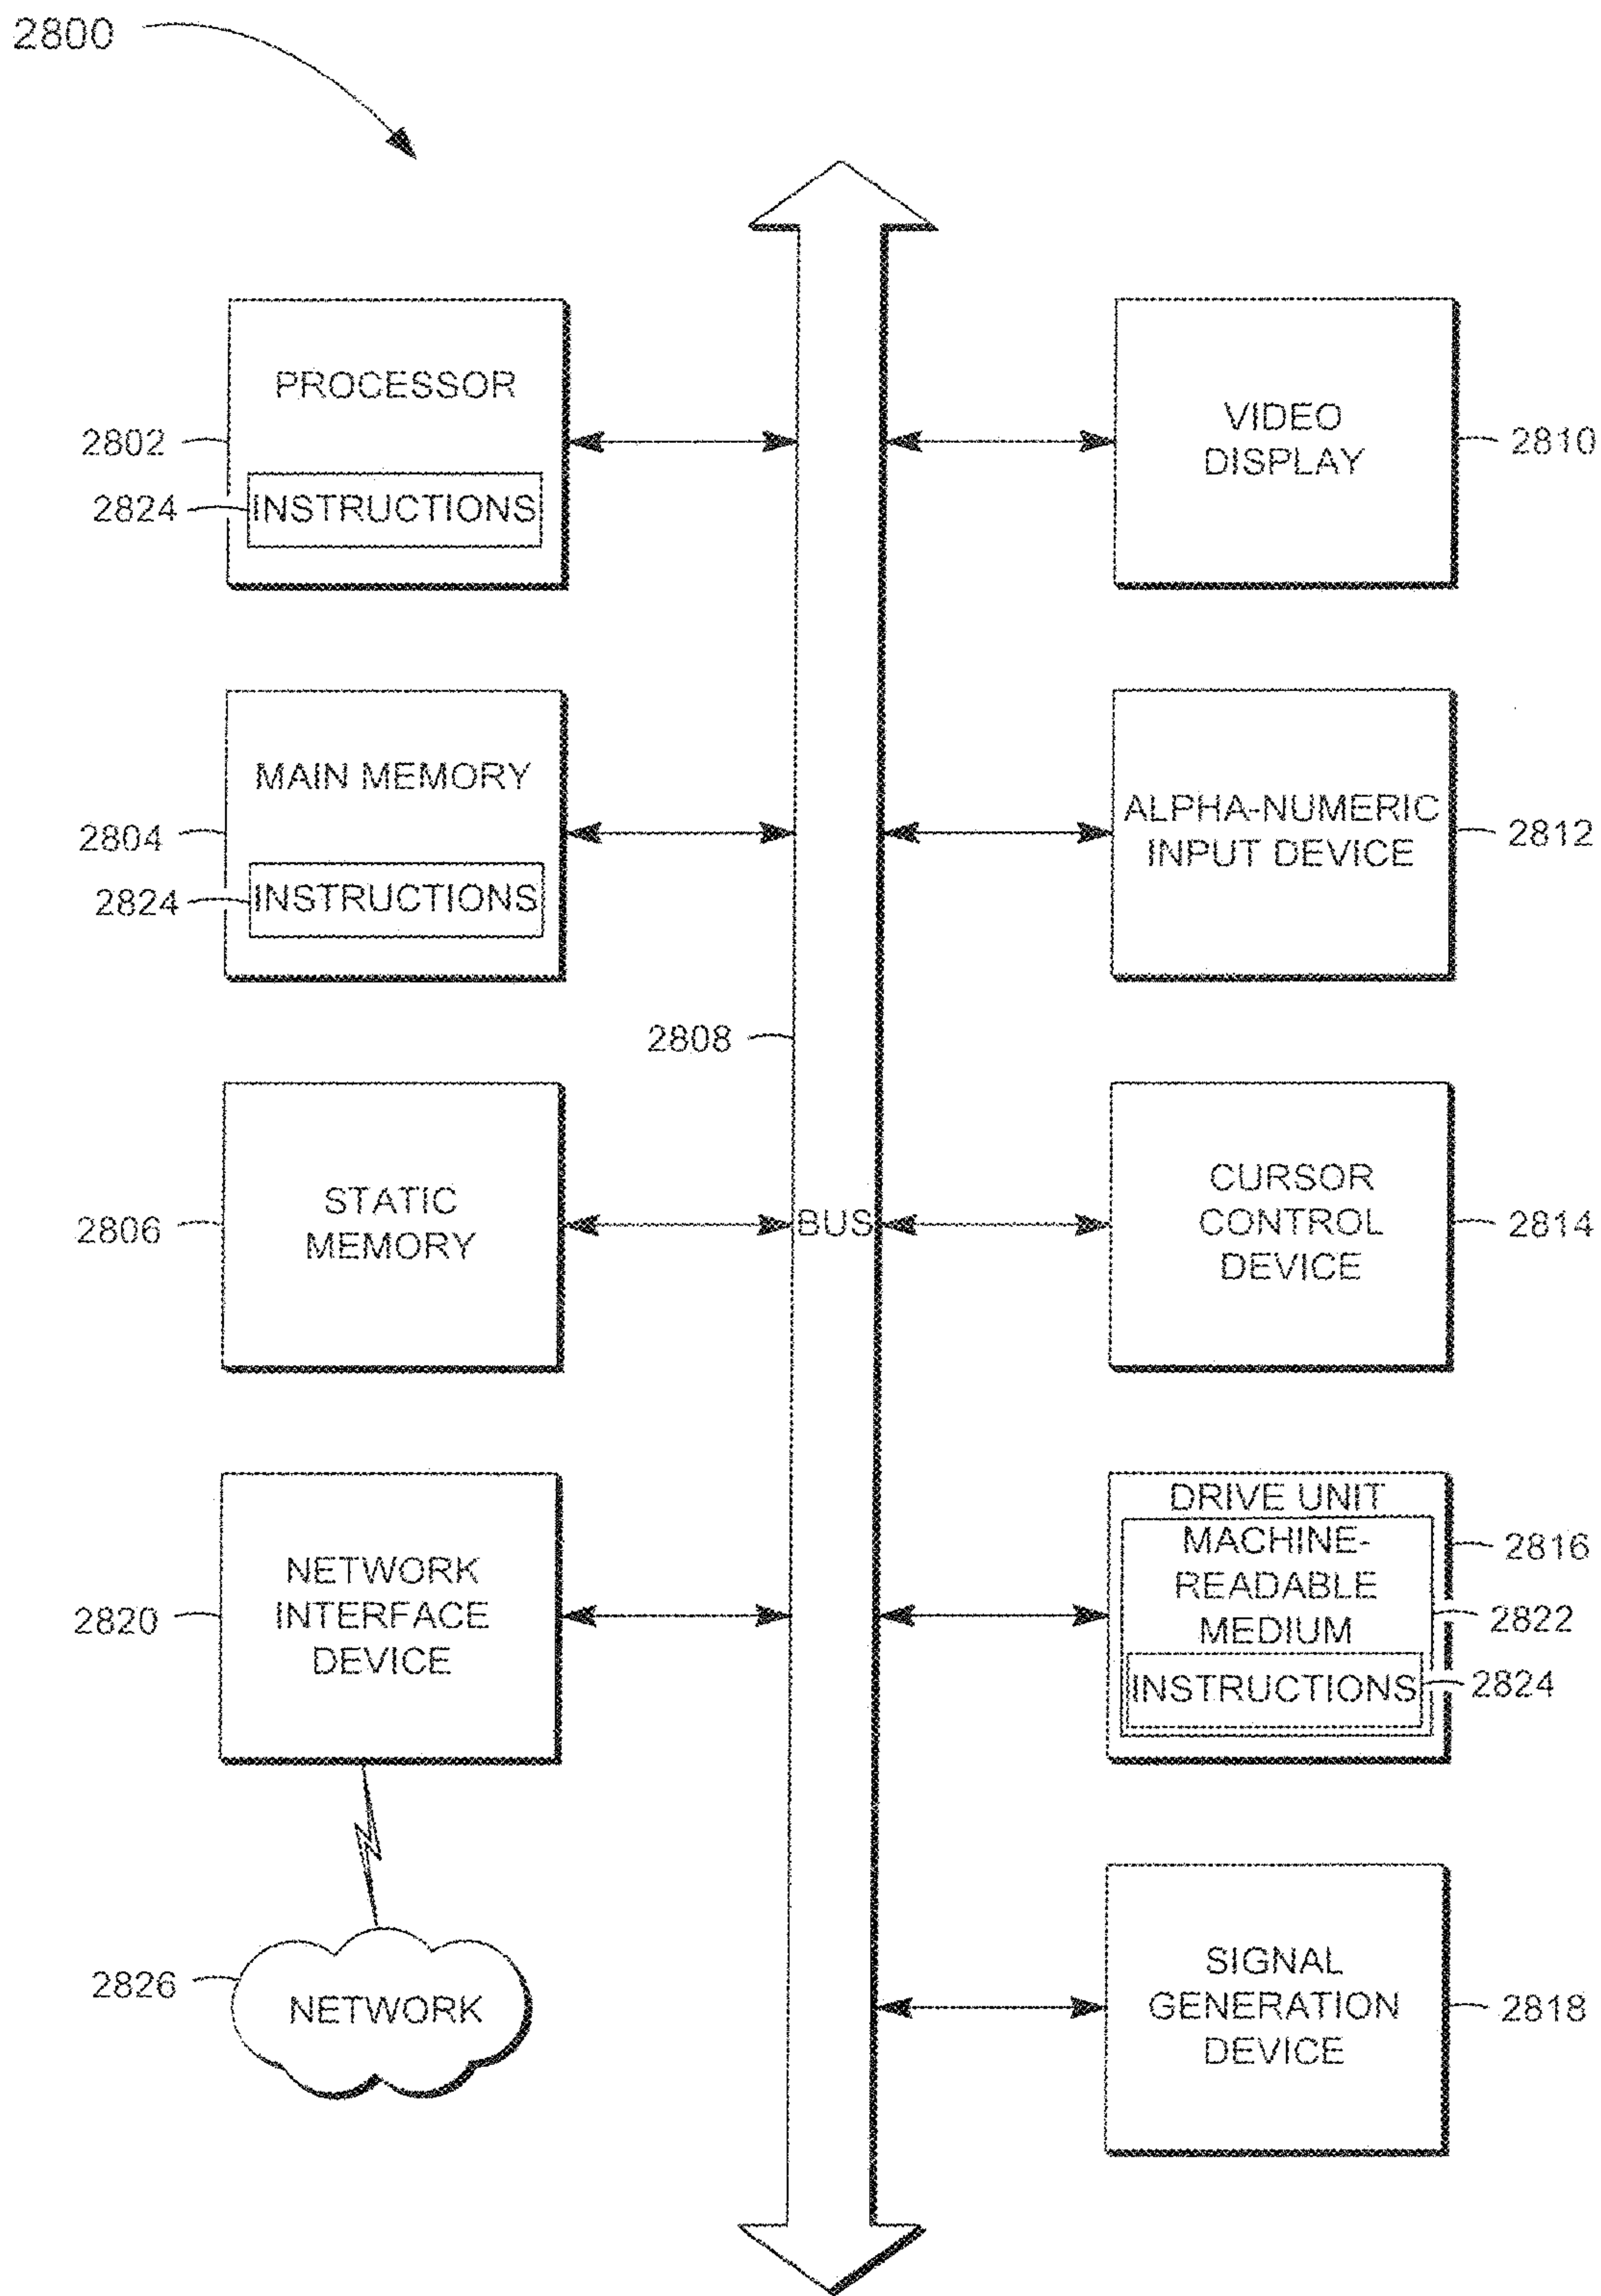 2800
PROCESSOR
2802
2824
INSTRUCTIONS
VIDEO
DISPLAY
2810
MAIN MEMORY
2804
2824
INSTRUCTIONS
ALPHA-NUMERIC
INPUT DEVICE
2812
2808
STATIC
MEMORY
2806
BUS
CURSOR
CONTROL
DEVICE
2814
NETWORK
INTERFACE
DEVICE
2820
DRIVE UNIT
MACHINE-
READABLE
MEDIUM
INSTRUCTIONS
2816
2822
2824
2826
NETWORK
SIGNAL
GENERATION
DEVICE
2818